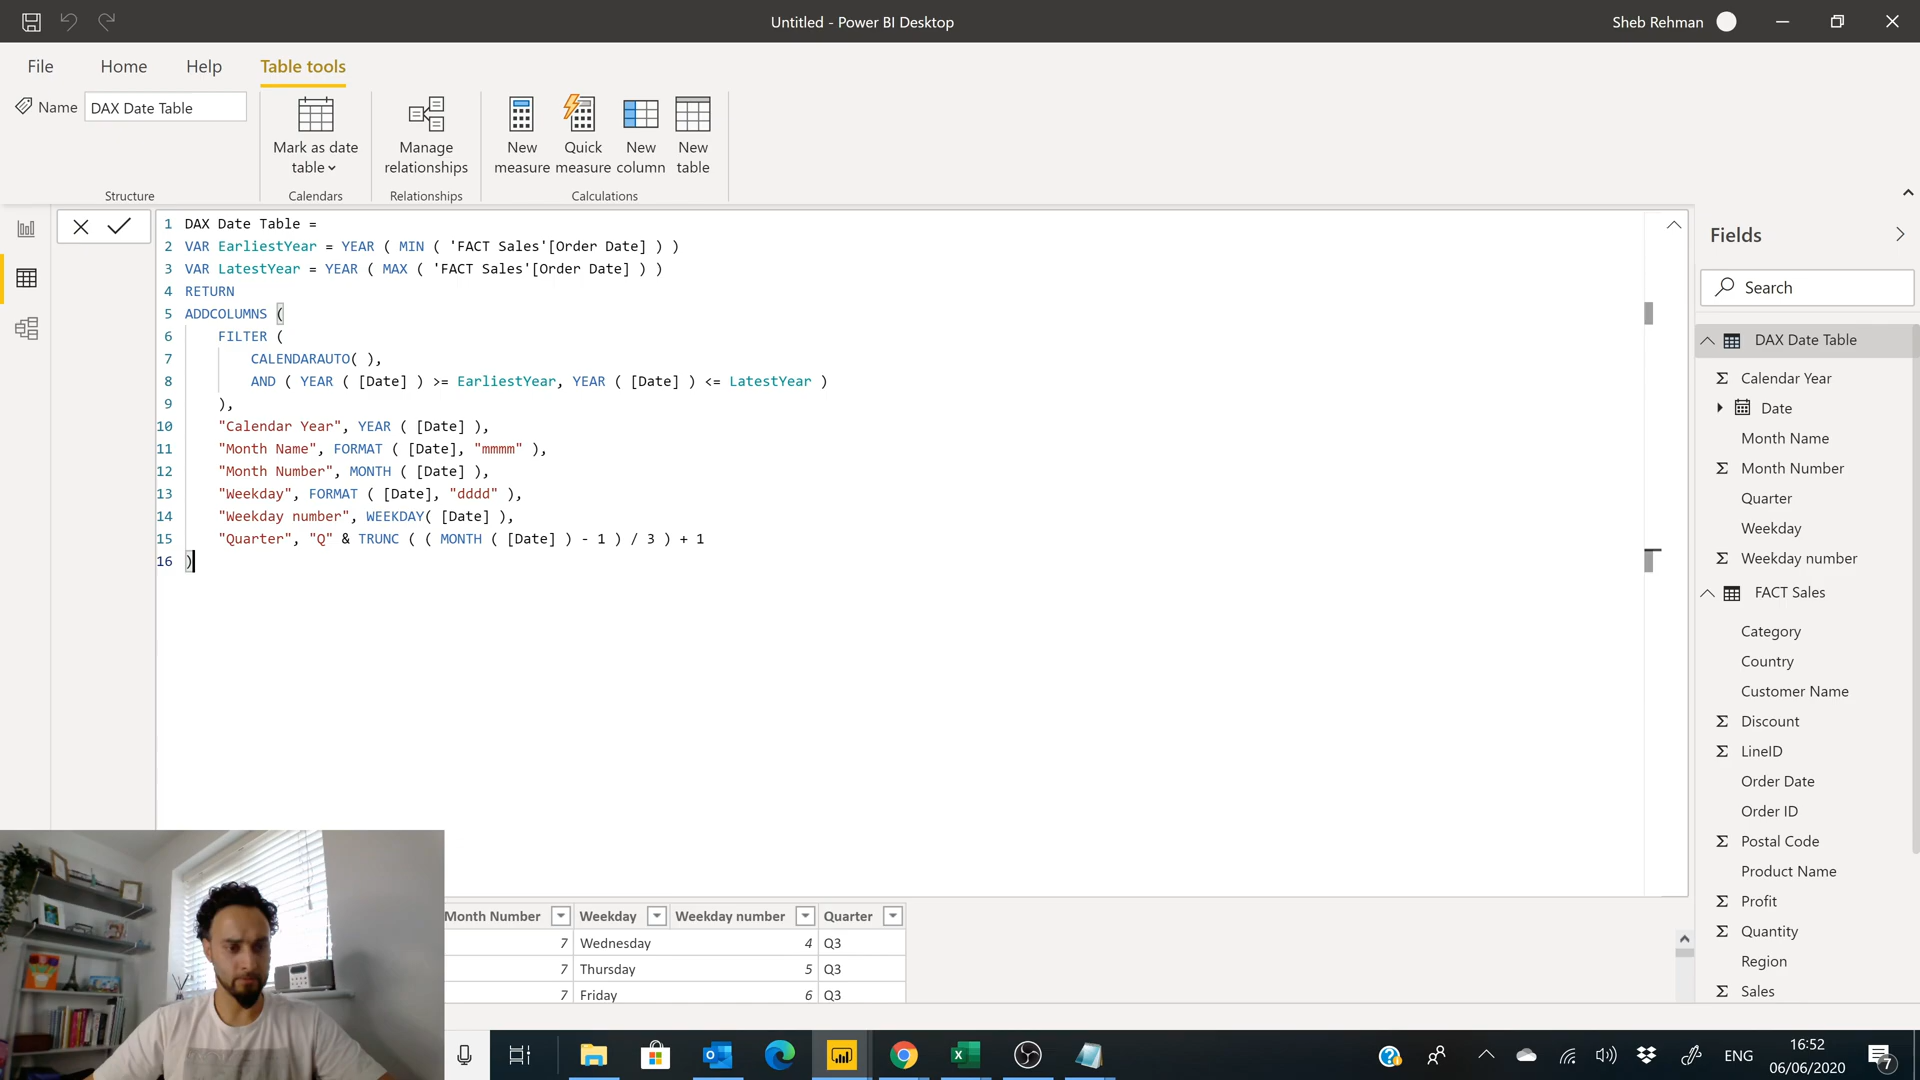 Untitled - Power BI Desktop
Sheb Rehman
File
Home
Help
Table tools
Name
DAX Date Table
Mark as date
table
Manage
relationships
New
measure
Quick
measure
New
column
New
table
Structure
Calendars
Relationships
Calculations
1 DAX Date Table =
2 VAR EarliestYear = YEAR ( MIN ( 'FACT Sales'[Order Date] ) )
3 VAR LatestYear = YEAR ( MAX ( 'FACT Sales'[Order Date] ) )
4 RETURN
5 ADDCOLUMNS (
6 FILTER (
7 CALENDARAUTO( ),
8 AND ( YEAR ( [Date] ) >= EarliestYear, YEAR ( [Date] ) <= LatestYear )
9 ),
10 "Calendar Year", YEAR ( [Date] ),
11 "Month Name", FORMAT ( [Date], "mmmm" ),
12 "Month Number", MONTH ( [Date] ),
13 "Weekday", FORMAT ( [Date], "dddd" ),
14 "Weekday number", WEEKDAY( [Date] ),
15 "Quarter", "Q" & TRUNC ( ( MONTH ( [Date] ) - 1 ) / 3 ) + 1
16 )
Fields
Search
DAX Date Table
Calendar Year
Date
Month Name
Month Number
Quarter
Weekday
Weekday number
FACT Sales
Category
Country
Customer Name
Discount
LineID
Order Date
Order ID
Postal Code
Product Name
Profit
Quantity
Region
Sales
Month Number Weekday Weekday number Quarter
7 Wednesday 4 Q3
7 Thursday 5 Q3
7 Friday 6 Q3
ENG
16:52
06/06/2020
7